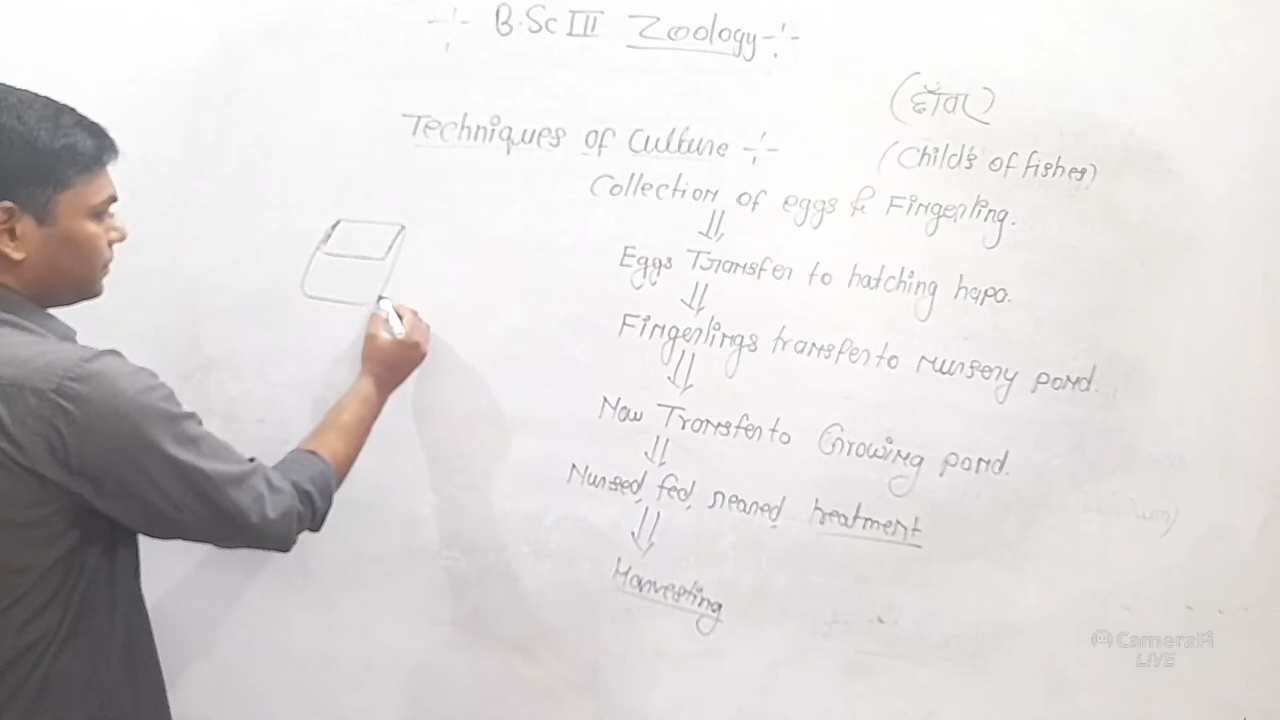 B.Sc III Zoology
(छाँवर)
Techniques of Culture
(Child's of fishes)
Collection of eggs & Fingerling.
Eggs Transfer to hatching hapa.
Fingerlings transfer to nursery pond.
Now Transfer to Growing pond.
Nursed, fed, reared, treatment
Harvesting
CameraFi
LIVE